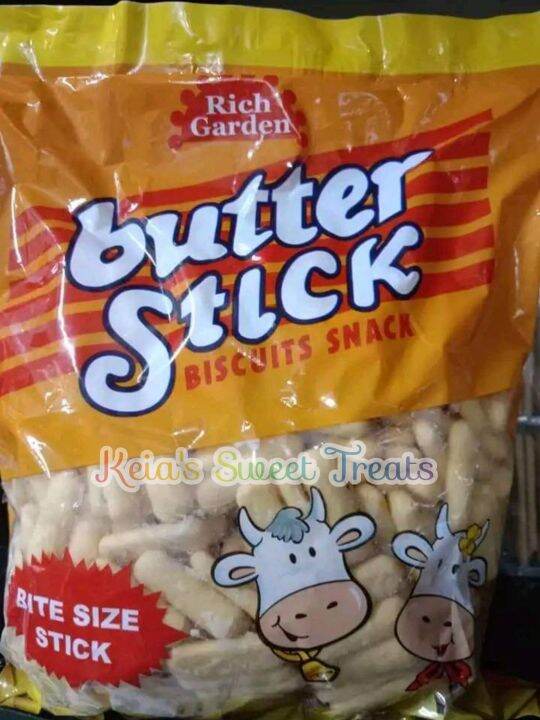 Rich
Garden
butter
Stick
BISCUITS SNACK
Keia's Sweet Treats
BITE SIZE
STICK